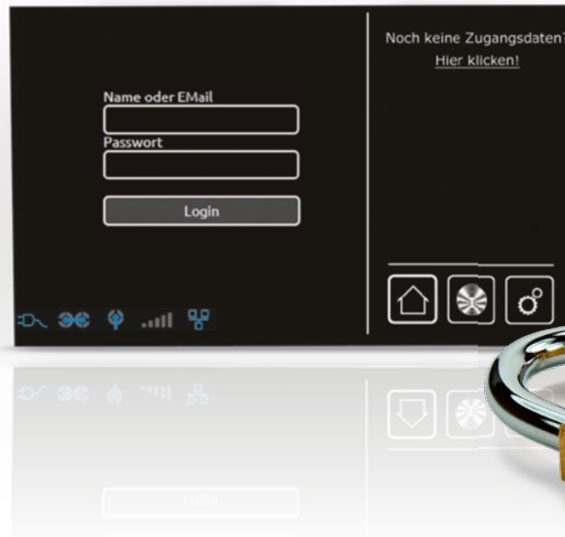 Noch keine Zugangsdaten?
Hier klicken!
Name oder EMail
Passwort
Login